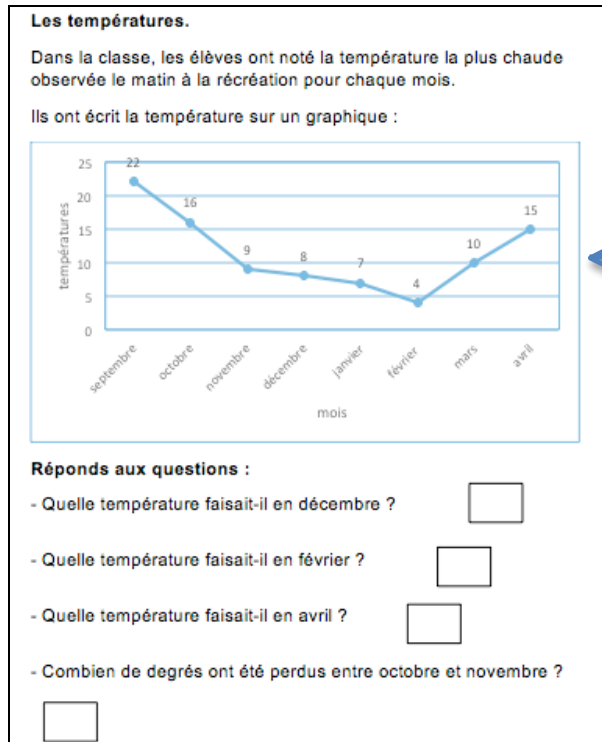 Les températures.
Dans la classe, les élèves ont noté la température la plus chaude
observée le matin à la récréation pour chaque mois.
Ils ont écrit la température sur un graphique :
25
20
15
10
5
0
températures
22
16
9
8
7
4
10
15
septembre
octobre
novembre
décembre
janvier
février
mars
avril
mois
Réponds aux questions :
- Quelle température faisait-il en décembre ?
- Quelle température faisait-il en février ?
- Quelle température faisait-il en avril ?
- Combien de degrés ont été perdus entre octobre et novembre ?